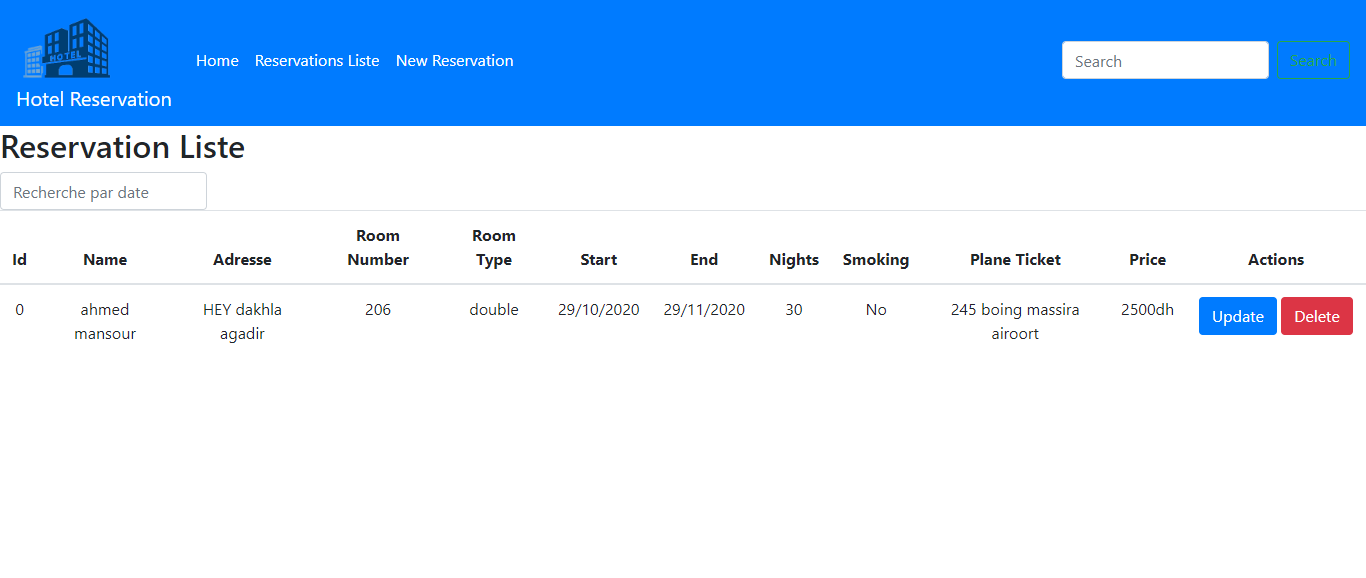 HOTEL
Hotel Reservation
Home Reservations Liste New Reservation
Search Search
Reservation Liste
Recherche par date
Id Name Adresse Room Number Room Type Start End Nights Smoking Plane Ticket Price Actions
0 ahmed mansour HEY dakhla agadir 206 double 29/10/2020 29/11/2020 30 No 245 boing massira airoort 2500dh Update Delete